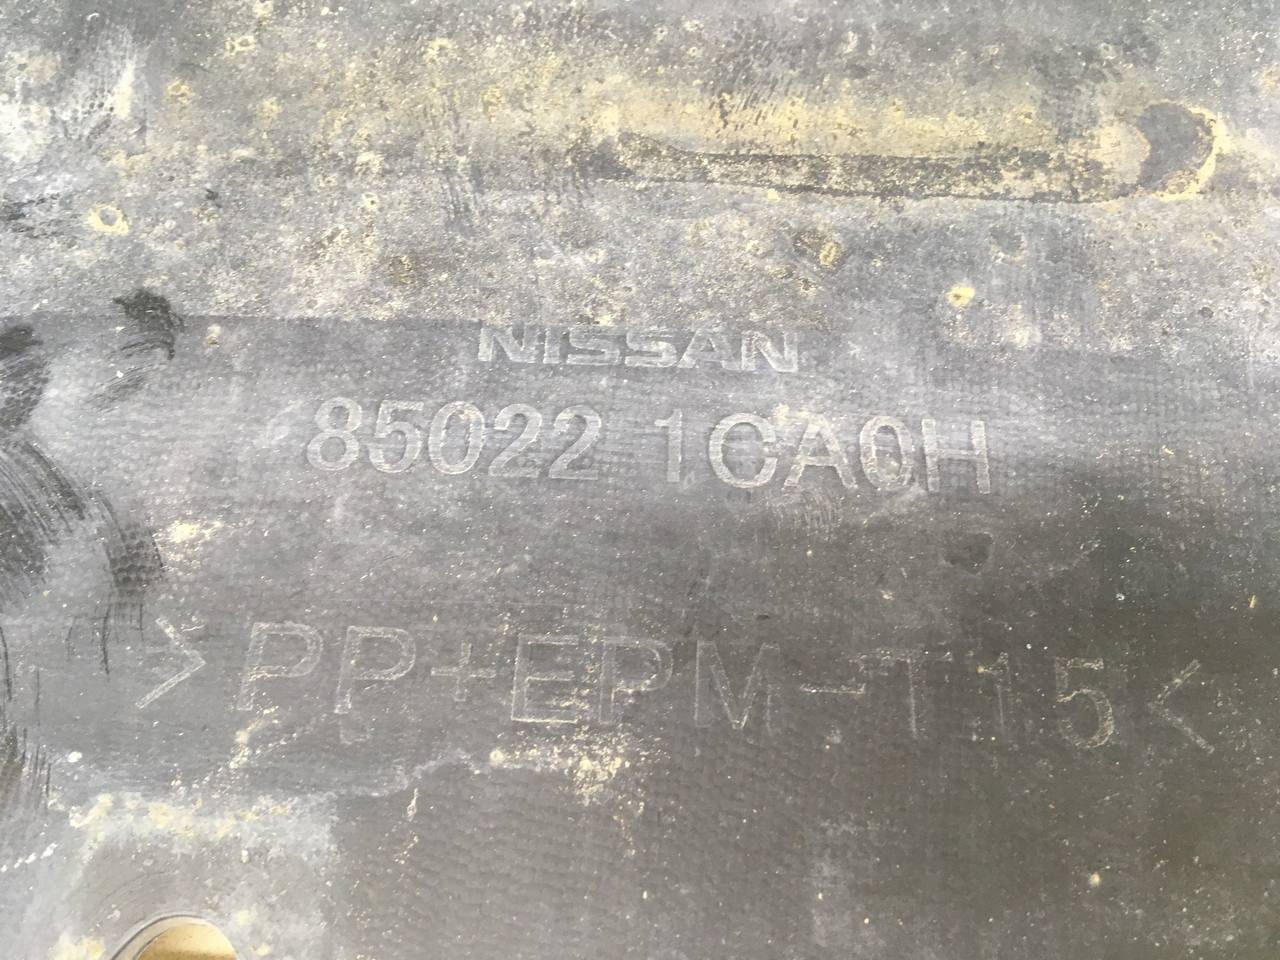 NISSAN
85022 1CA0H
>PP+EPM-T15<